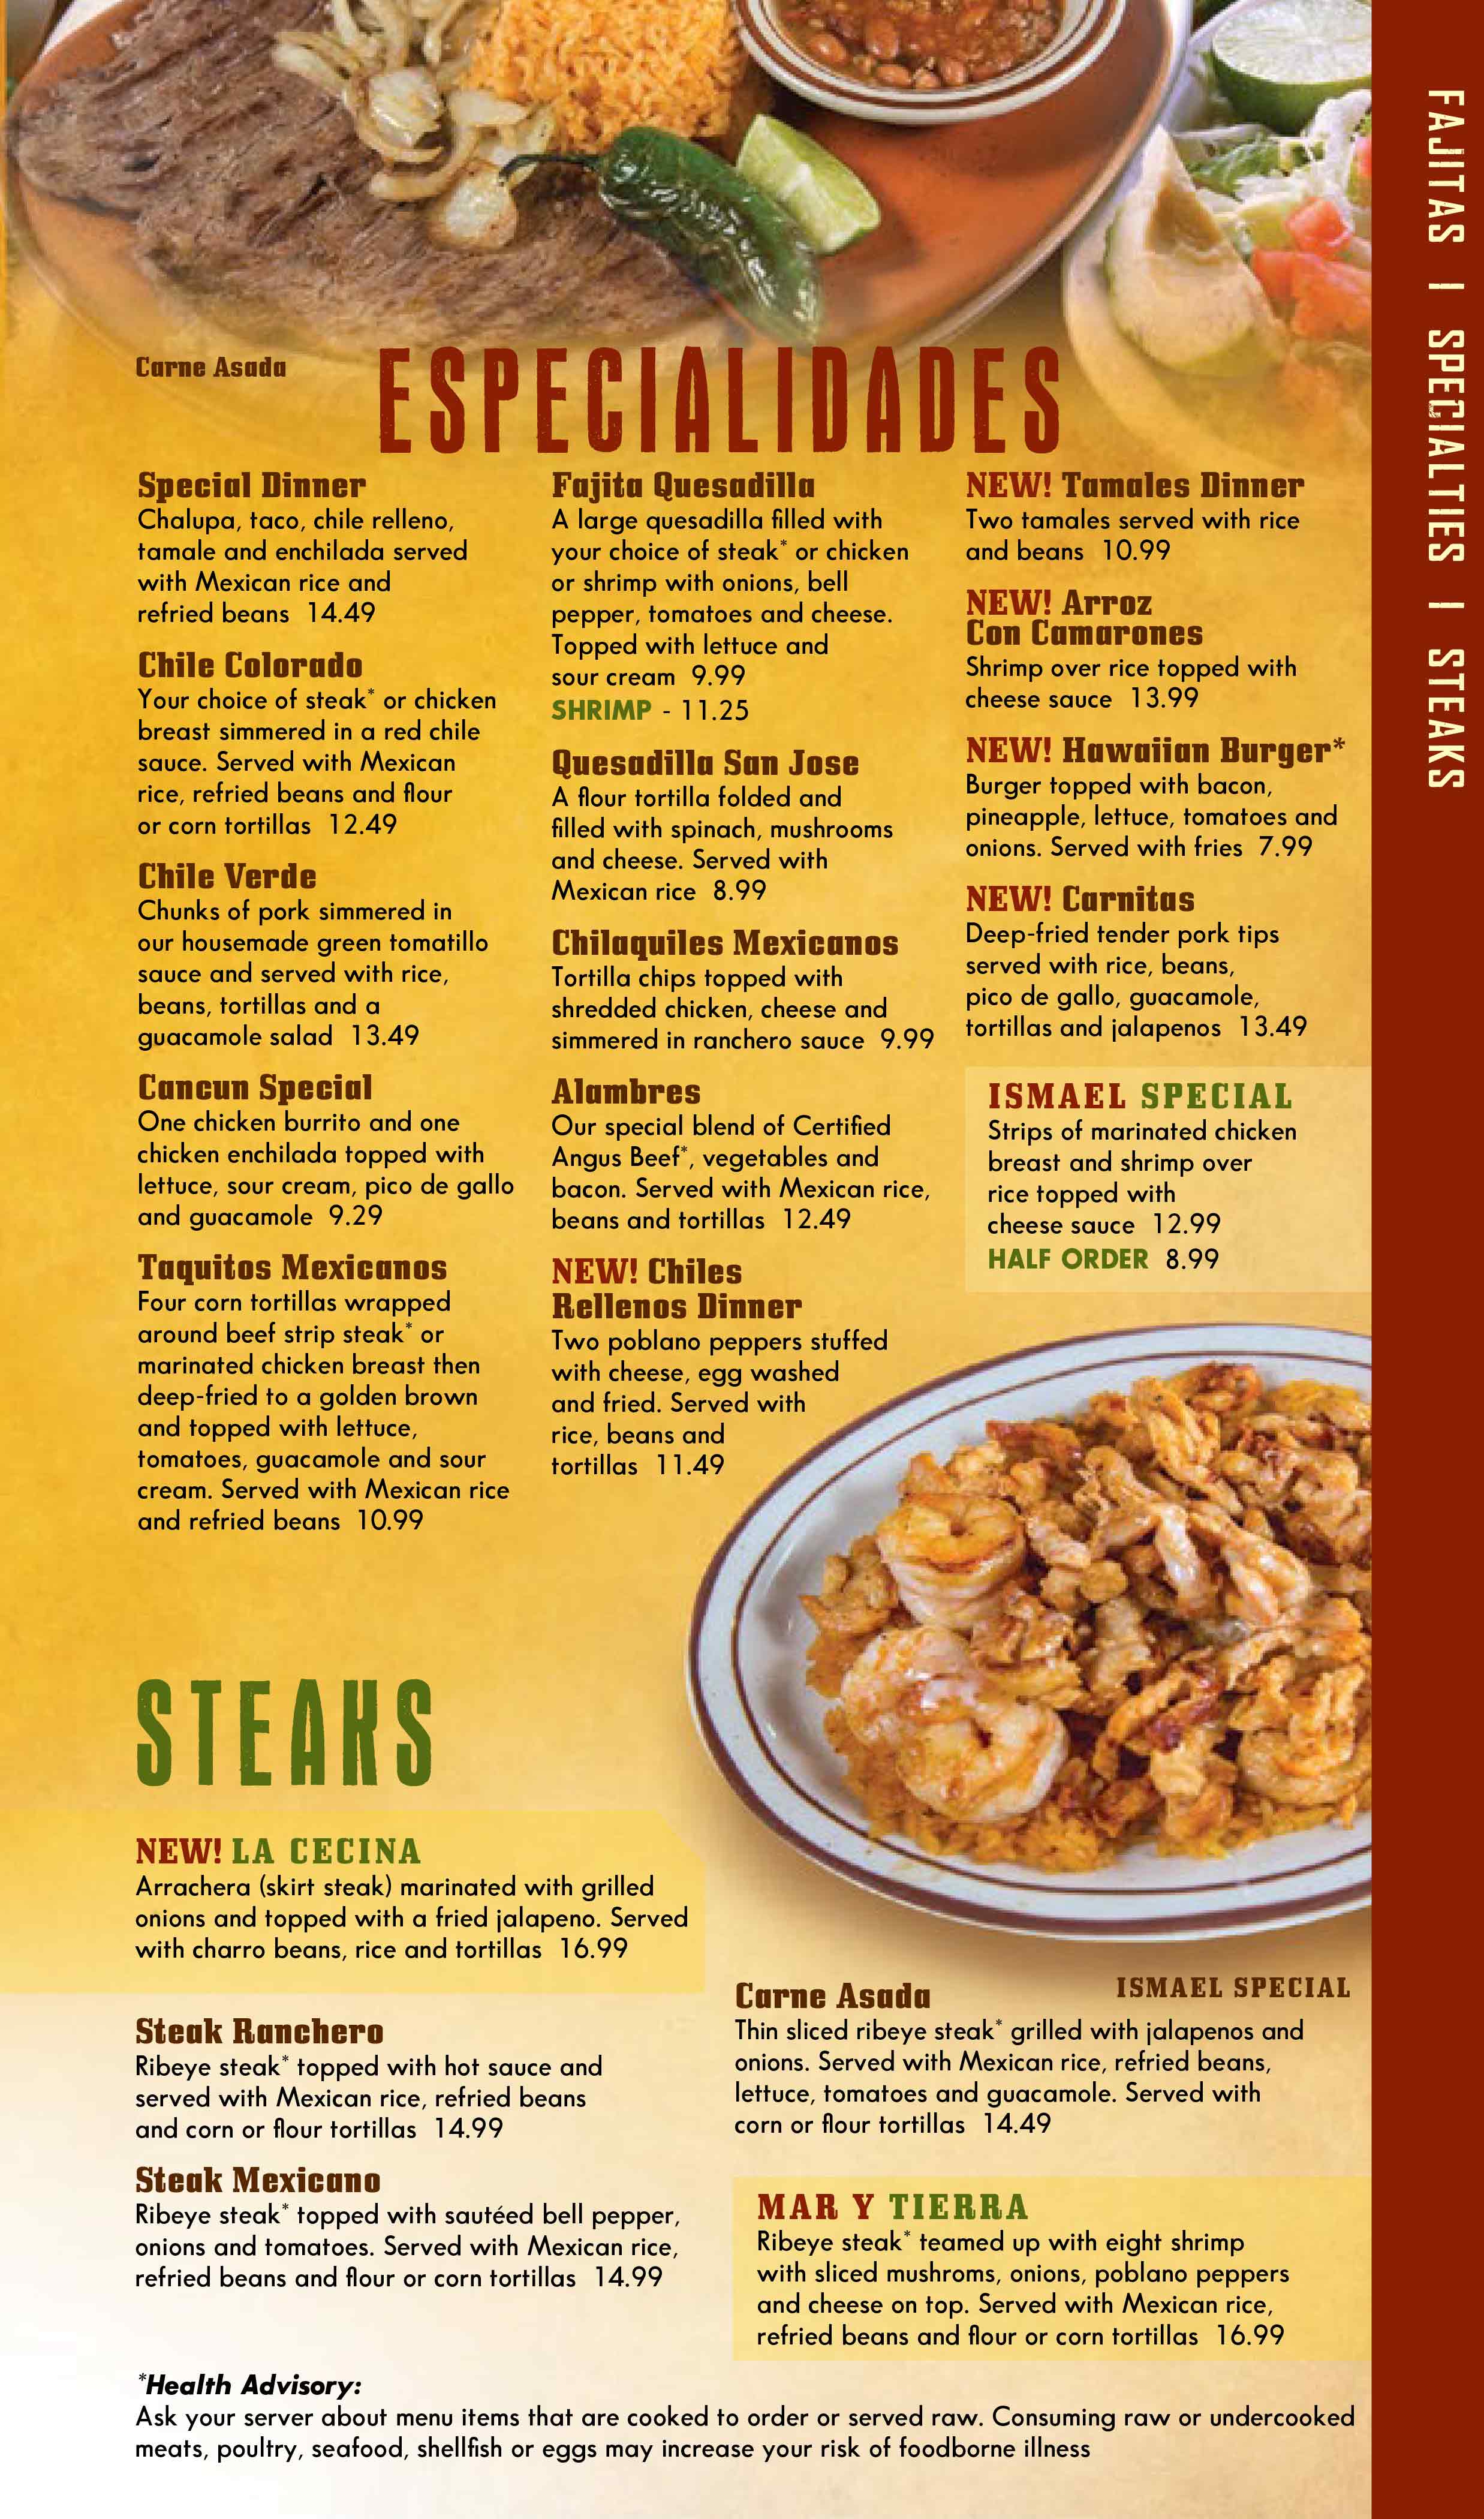 Carne Asada
ESPECIALIDADES
Special Dinner
Chalupa, taco, chile relleno,
tamale and enchilada served
with Mexican rice and
refried beans 14.49
Chile Colorado
Your choice of steak* or chicken
breast simmered in a red chile
sauce. Served with Mexican
rice, refried beans and flour
or corn tortillas 12.49
Chile Verde
Chunks of pork simmered in
our housemade green tomatillo
sauce and served with rice,
beans, tortillas and a
guacamole salad 13.49
Cancun Special
One chicken burrito and one
chicken enchilada topped with
lettuce, sour cream, pico de gallo
and guacamole 9.29
Taquitos Mexicanos
Four corn tortillas wrapped
around beef strip steak* or
marinated chicken breast then
deep-fried to a golden brown
and topped with lettuce,
tomatoes, guacamole and sour
cream. Served with Mexican rice
and refried beans 10.99
Fajita Quesadilla
A large quesadilla filled with
your choice of steak* or chicken
or shrimp with onions, bell
pepper, tomatoes and cheese.
Topped with lettuce and
sour cream 9.99
SHRIMP - 11.25
Quesadilla San Jose
A flour tortilla folded and
filled with spinach, mushrooms
and cheese. Served with
Mexican rice 8.99
Chilaquiles Mexicanos
Tortilla chips topped with
shredded chicken, cheese and
simmered in ranchero sauce 9.99
Alambres
Our special blend of Certified
Angus Beef*, vegetables and
bacon. Served with Mexican rice,
beans and tortillas 12.49
NEW! Chiles
Rellenos Dinner
Two poblano peppers stuffed
with cheese, egg washed
and fried. Served with
rice, beans and
tortillas 11.49
NEW! Tamales Dinner
Two tamales served with rice
and beans 10.99
NEW! Arroz
Con Camarones
Shrimp over rice topped with
cheese sauce 13.99
NEW! Hawaiian Burger*
Burger topped with bacon,
pineapple, lettuce, tomatoes and
onions. Served with fries 7.99
NEW! Carnitas
Deep-fried tender pork tips
served with rice, beans,
pico de gallo, guacamole,
tortillas and jalapenos 13.49
ISMAEL SPECIAL
Strips of marinated chicken
breast and shrimp over
rice topped with
cheese sauce 12.99
HALF ORDER 8.99
STEAKS
NEW! LA CECINA
Arrachera (skirt steak) marinated with grilled
onions and topped with a fried jalapeno. Served
with charro beans, rice and tortillas 16.99
Steak Ranchero
Ribeye steak* topped with hot sauce and
served with Mexican rice, refried beans
and corn or flour tortillas 14.99
Steak Mexicano
Ribeye steak* topped with sautéed bell pepper,
onions and tomatoes. Served with Mexican rice,
refried beans and flour or corn tortillas 14.99
ISMAEL SPECIAL
Carne Asada
Thin sliced ribeye steak* grilled with jalapenos and
onions. Served with Mexican rice, refried beans,
lettuce, tomatoes and guacamole. Served with
corn or flour tortillas 14.49
MAR Y TIERRA
Ribeye steak* teamed up with eight shrimp
with sliced mushroms, onions, poblano peppers
and cheese on top. Served with Mexican rice,
refried beans and flour or corn tortillas 16.99
*Health Advisory:
Ask your server about menu items that are cooked to order or served raw. Consuming raw or undercooked
meats, poultry, seafood, shellfish or eggs may increase your risk of foodborne illness
FAJITAS | SPECIALTIES | STEAKS